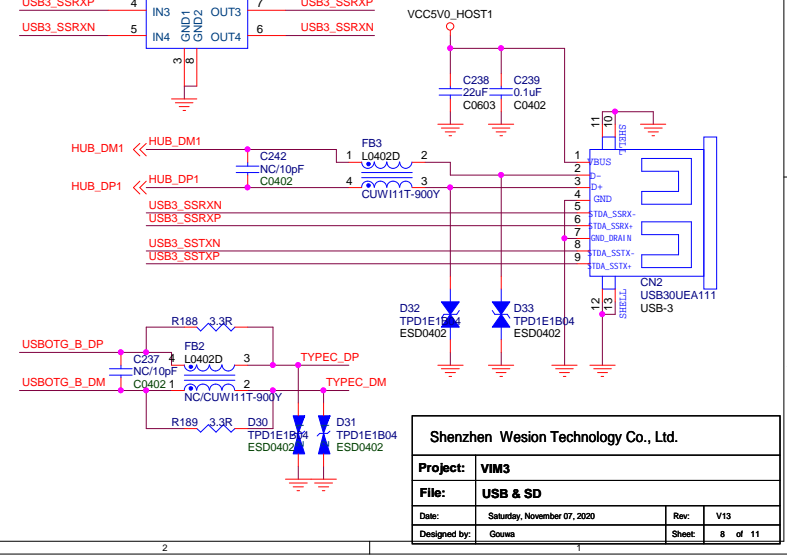 USB3_SSRXP 4 IN3 OUT3 7 USB3_SSRXP
USB3_SSRXN 5 IN4 OUT4 6 USB3_SSRXN
GND1
GND2
3
8
VCC5V0_HOST1
C238
22uF
C0603
C239
0.1uF
C0402
HUB_DM1 HUB_DM1
HUB_DP1 HUB_DP1
C242
NC/10pF
C0402
FB3
1 L0402D 2
4 3
CUWI11T-900Y
USB3_SSRXN
USB3_SSRXP
USB3_SSTXN
USB3_SSTXP
11
10
SHELL
1 VBUS
2 D-
3 D+
4 GND
5 STDA_SSRX-
6 STDA_SSRX+
7 GND_DRAIN
8 STDA_SSTX-
9 STDA_SSTX+
12
13
SHELL
CN2
USB30UEA111
USB-3
D32
TPD1E1B04
ESD0402
D33
TPD1E1B04
ESD0402
R188 3.3R
USBOTG_B_DP
USBOTG_B_DM
C237
NC/10pF
C0402
FB2
4 L0402D 3
1 2
NC/CUWI11T-900Y
TYPEC_DP
TYPEC_DM
R189 3.3R
D30
TPD1E1B04
ESD0402
D31
TPD1E1B04
ESD0402
Shenzhen Wesion Technology Co., Ltd.
Project: VIM3
File: USB & SD
Date: Saturday, November 07, 2020 Rev: V13
Designed by: Gouwa Sheet: 8 of 11
2 1